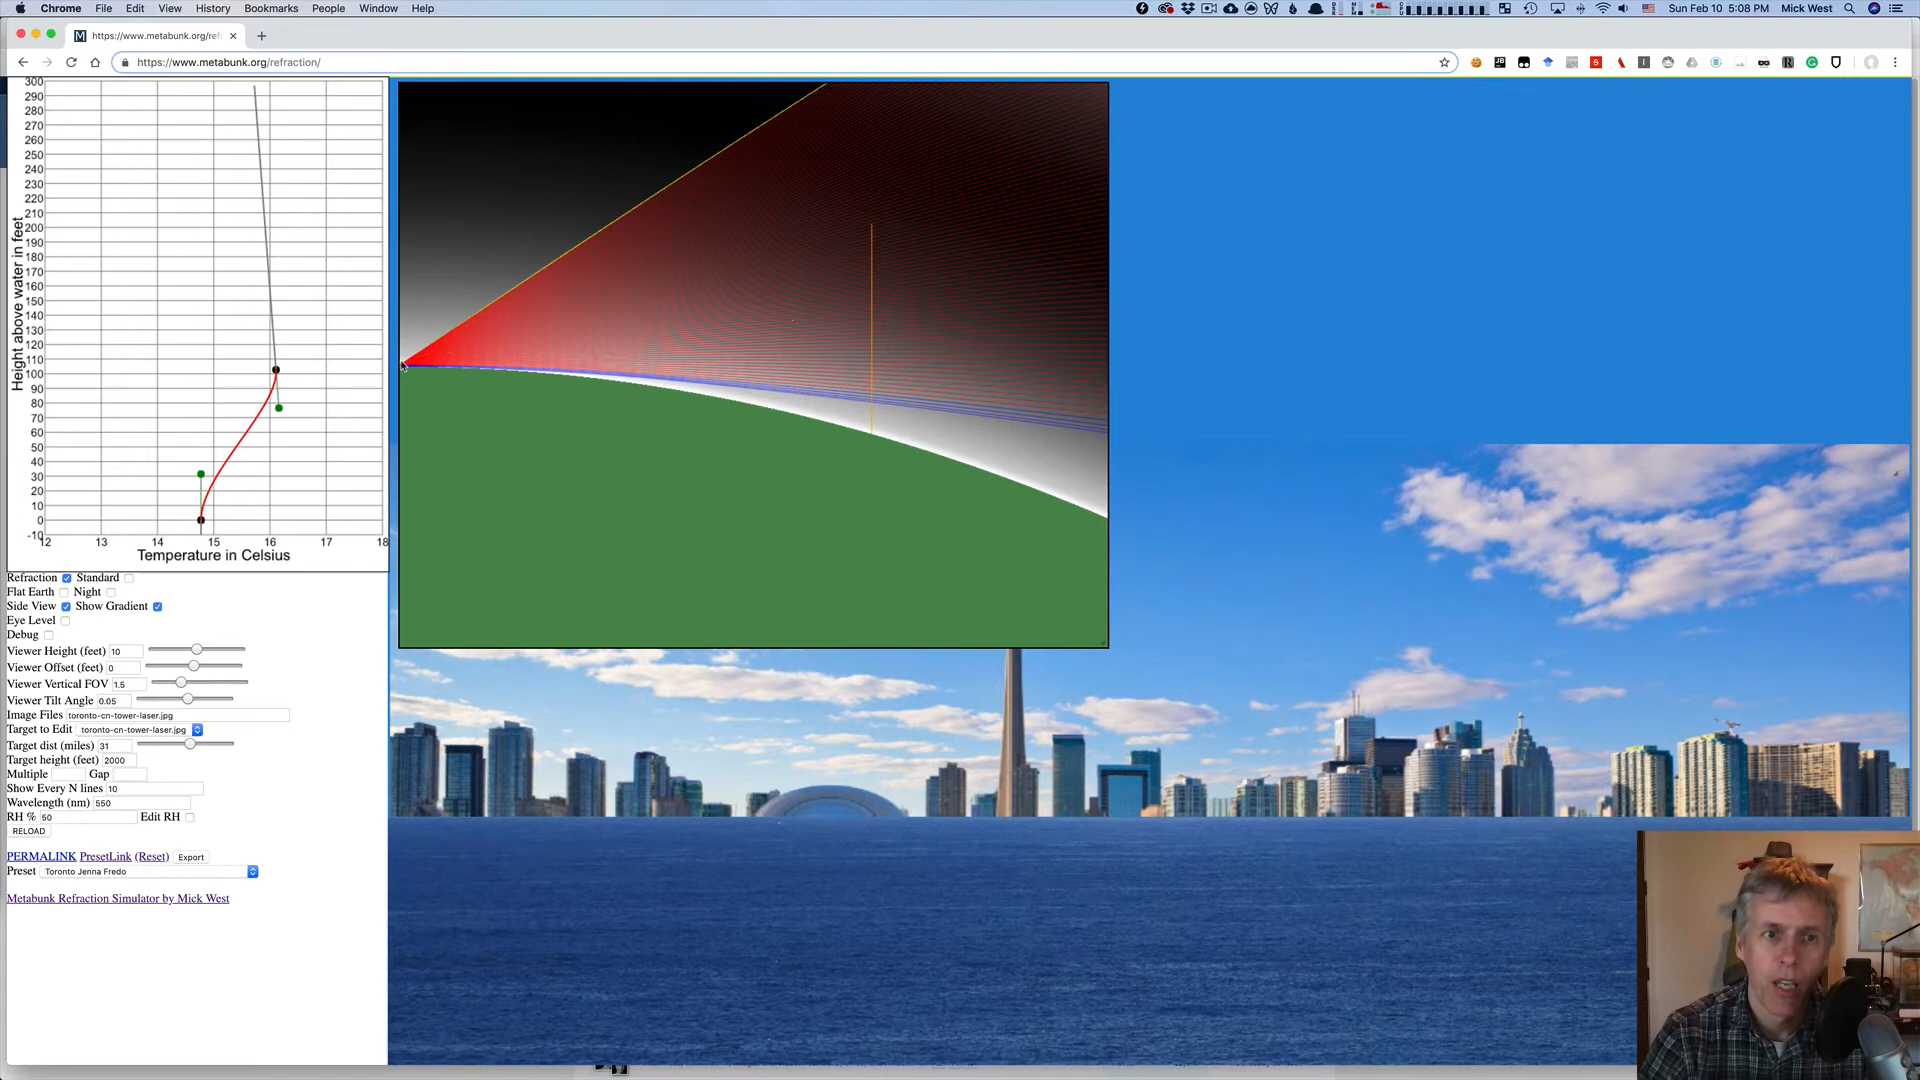 Chrome File Edit View History Bookmarks People Window Help
Sun Feb 10 5:08 PM Mick West
https://www.metabunk.org/ref
https://www.metabunk.org/refraction/
300
290
280
270
260
250
240
230
220
210
200
190
180
170
160
150
140
130
120
110
100
90
80
70
60
50
40
30
20
10
0
-10
Height above water in feet
12 13 14 15 16 17 18
Temperature in Celsius
Refraction Standard
Flat Earth Night
Side View Show Gradient
Eye Level
Debug
Viewer Height (feet) 10
Viewer Offset (feet) 0
Viewer Vertical FOV 1.5
Viewer Tilt Angle 0.05
Image Files toronto-cn-tower-laser.jpg
Target to Edit toronto-cn-tower-laser.jpg
Target dist (miles) 31
Target height (feet) 2000
Multiple Gap
Show Every N lines 10
Wavelength (nm) 550
RH % 50 Edit RH
RELOAD
PERMALINK PresetLink (Reset) Export
Preset Toronto Jenna Fredo
Metabunk Refraction Simulator by Mick West